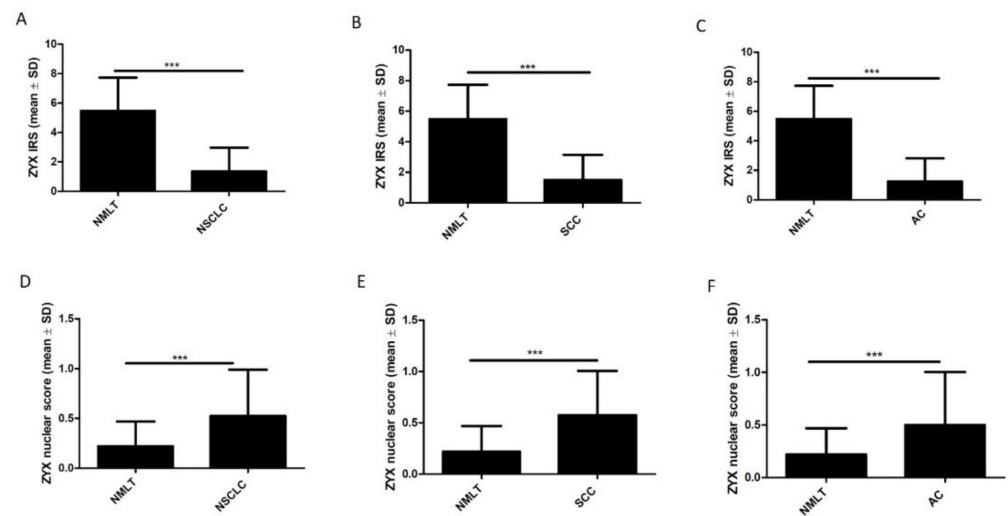 A
ZYX IRS (mean ± SD)
10
8
6
4
2
0
***
NMLT
NSCLC
B
ZYX IRS (mean ± SD)
10
8
6
4
2
0
***
NMLT
SCC
C
ZYX IRS (mean ± SD)
10
8
6
4
2
0
***
NMLT
AC
D
ZYX nuclear score (mean ± SD)
1.5
1.0
0.5
0.0
***
NMLT
NSCLC
E
ZYX nuclear score (mean ± SD)
1.5
1.0
0.5
0.0
***
NMLT
SCC
F
ZYX nuclear score (mean ± SD)
1.5
1.0
0.5
0.0
***
NMLT
AC